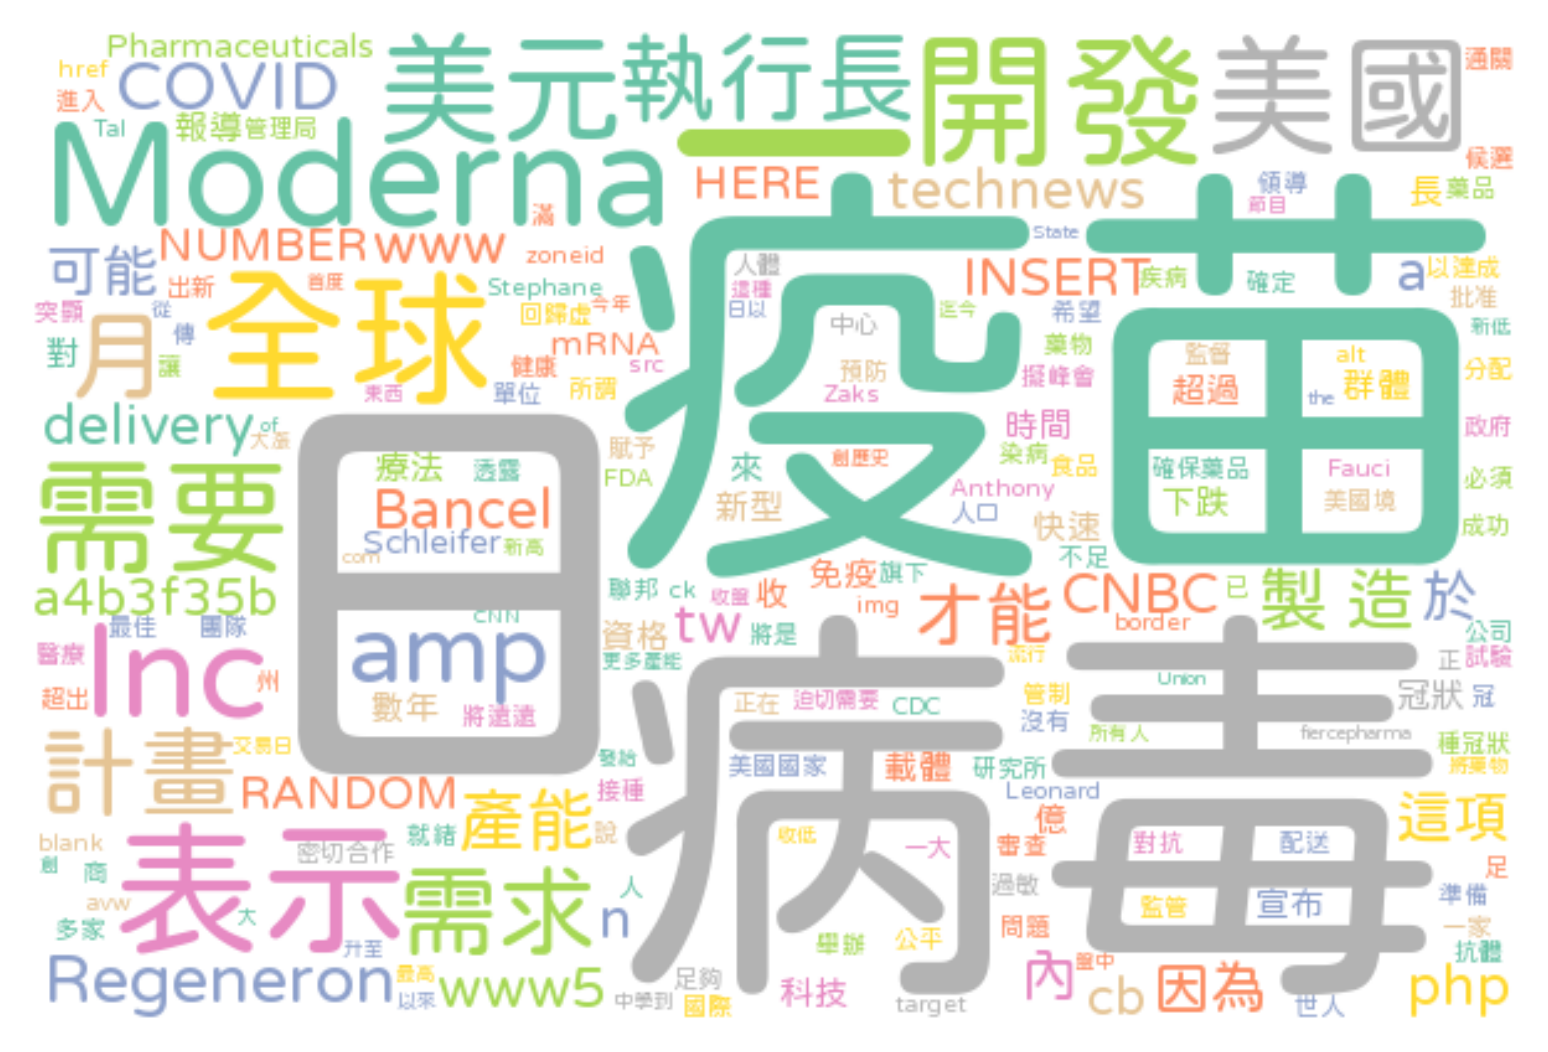 Pharmaceuticals
href
COVID
進入
Tal
報導
管理局
美元
執行長
開發
美國
通關
一
Moderna
HERE
technews
領導
節目
候選
長
藥品
滿
疫苗
State
可能
NUMBER
www
zoneid
人體
這種
日以
INSERT
疾病
確定
a
以達成
批准
出新
首度
Stephane
今年
回歸虛
突顯
從
傳
全球
月
對
讓
mRNA
健康
src
東西
單位
所謂
中心
迄今
希望
藥物
擬峰會
預防
Zaks
新低
監督
alt
超過
the
群體
分配
delivery
of
大漲
賦予
時間
政府
創歷史
來
染病
食品
確保藥品
Fauci
FDA
新型
Anthony
人口
下跌
美國境
必須
需要
療法
透露
Bancel
Schleifer
新高
com
快速
不足
成功
日
a4b3f35b
CNN
聯邦
ck
收盤
收
免疫
旗下
img
才能
CNBC
border
已
製造
於
最佳
團隊
醫療
Inc
州
超出
amp
數年
將遠遠
資格
tw
將是
更多產能
病毒
流行
Union
公司
正
試驗
正在
迫切需要
CDC
管制
沒有
冠狀
冠
所有人
fiercepharma
種冠狀
將藥物
計畫
交易日
發給
美國國家
載體
研究所
RANDOM
接種
Leonard
產能
億
這項
blank
創
商
就緒
說
密切合作
收低
一大
審查
對抗
配送
足
表示
需求
過敏
avw
多家
大
人
n
監管
宣布
準備
問題
一家
升至
舉辦
公平
抗體
Regeneron
最高
以來
www5
足夠
中學到
國際
科技
target
內
盤中
cb
因為
世人
php